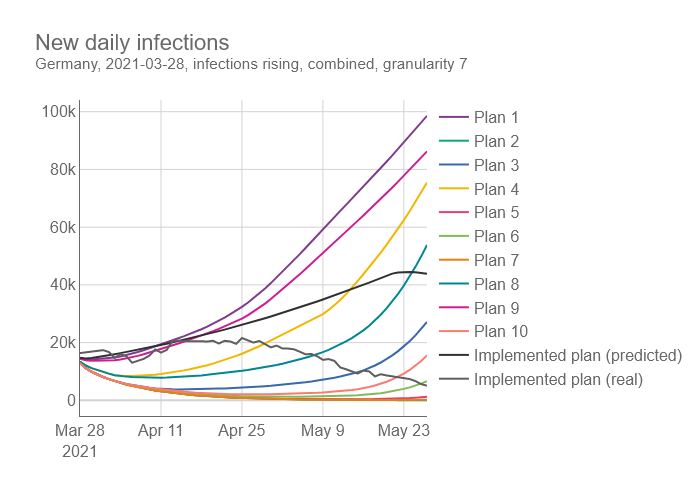 New daily infections
Germany, 2021-03-28, infections rising, combined, granularity 7
100k
80k
60k
40k
20k
0
Mar 28
2021
Apr 11
Apr 25
May 9
May 23
Plan 1
Plan 2
Plan 3
Plan 4
Plan 5
Plan 6
Plan 7
Plan 8
Plan 9
Plan 10
Implemented plan (predicted)
Implemented plan (real)